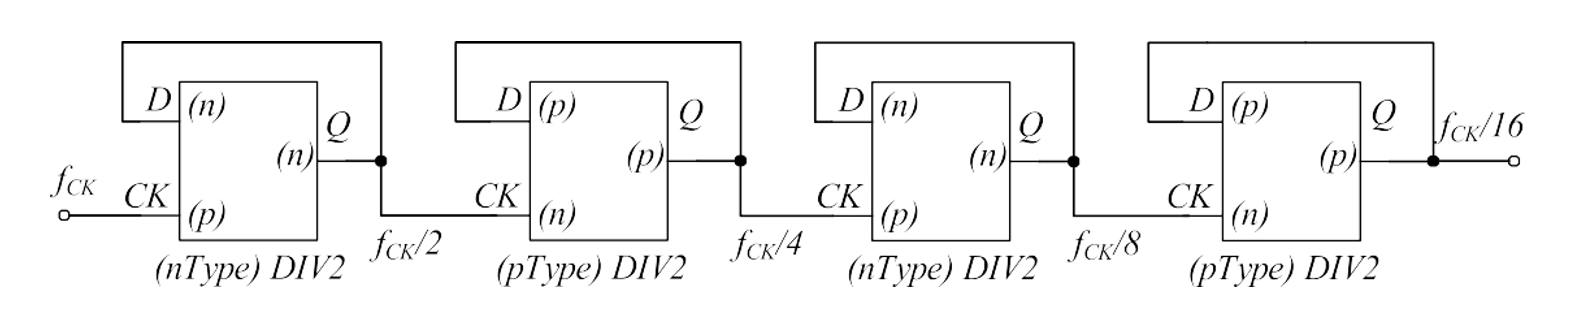 D (n) Q (n) CK (p) f_CK
(nType) DIV2
f_CK/2
D (p) Q (p) CK (n)
(pType) DIV2
f_CK/4
D (n) Q (n) CK (p)
(nType) DIV2
f_CK/8
D (p) Q (p) CK (n)
(pType) DIV2
f_CK/16